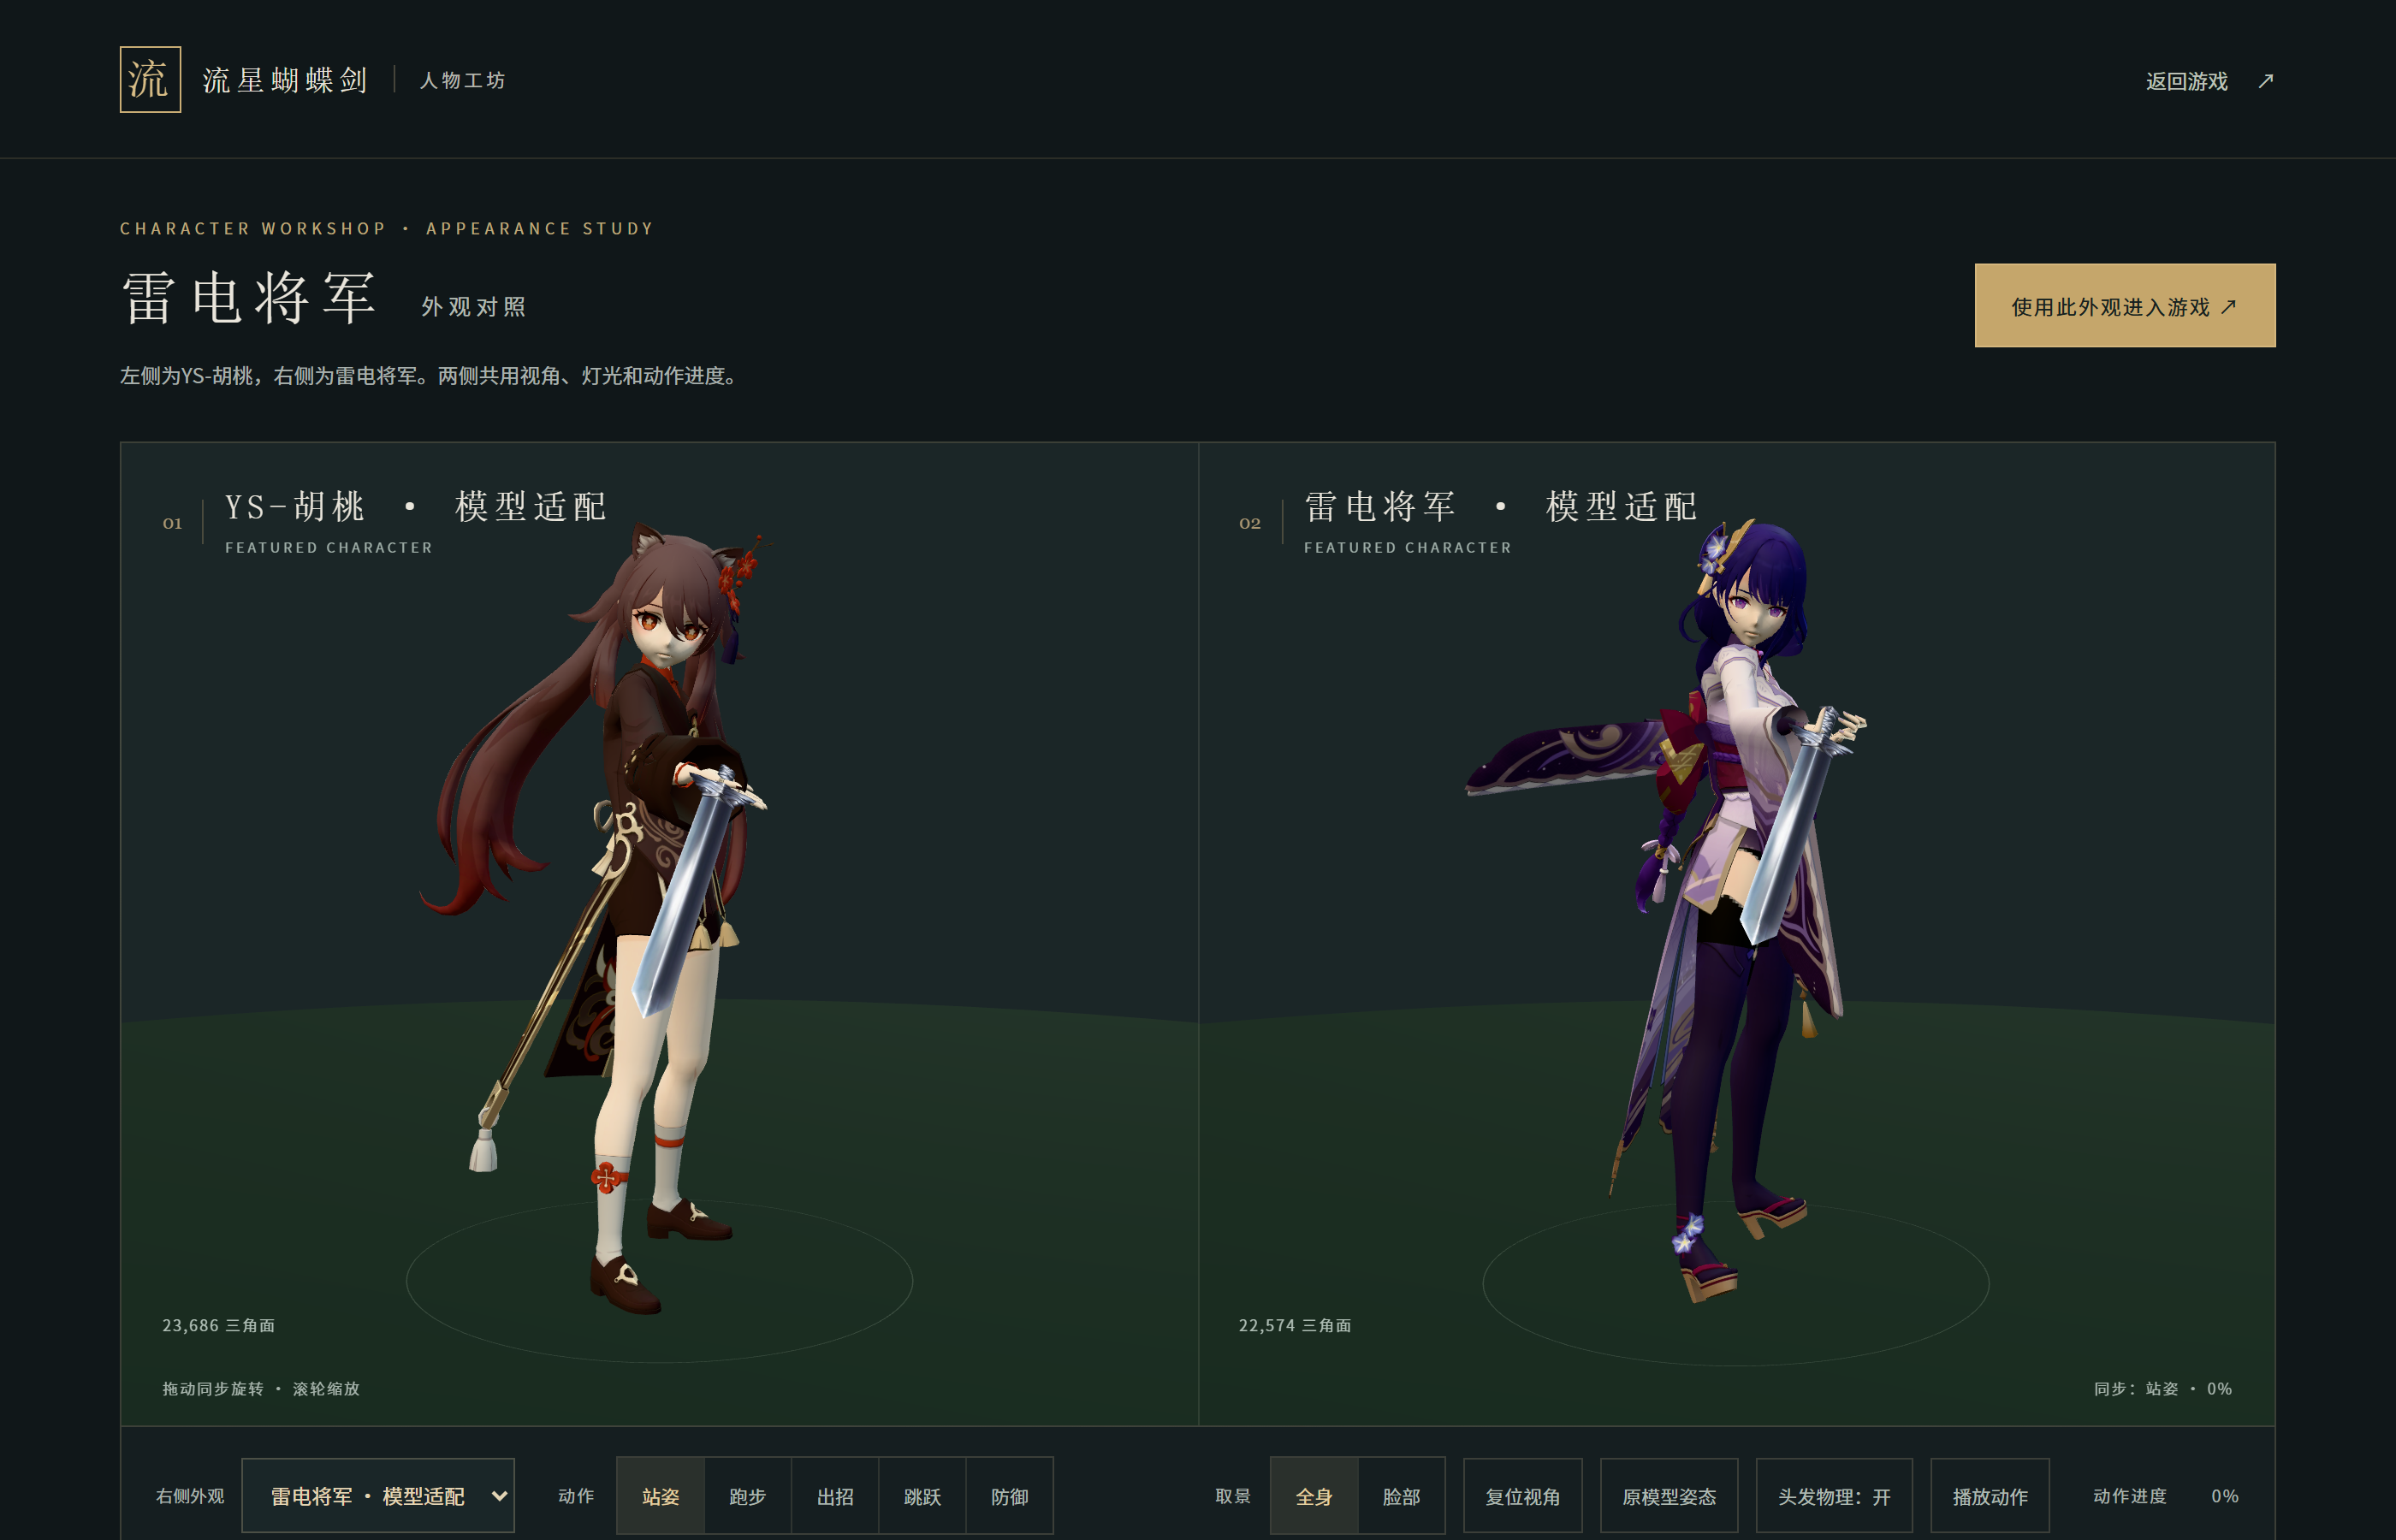 流 流星蝴蝶剑 人物工坊 返回游戏 ↗
CHARACTER WORKSHOP · APPEARANCE STUDY
雷电将军 外观对照
使用此外观进入游戏 ↗
左侧为YS-胡桃，右侧为雷电将军。两侧共用视角、灯光和动作进度。
01 YS-胡桃 · 模型适配
FEATURED CHARACTER
02 雷电将军 · 模型适配
FEATURED CHARACTER
23,686 三角面
22,574 三角面
拖动同步旋转 · 滚轮缩放
同步：站姿 · 0%
右侧外观 雷电将军 · 模型适配 动作 站姿 跑步 出招 跳跃 防御 取景 全身 脸部 复位视角 原模型姿态 头发物理：开 播放动作 动作进度 0%